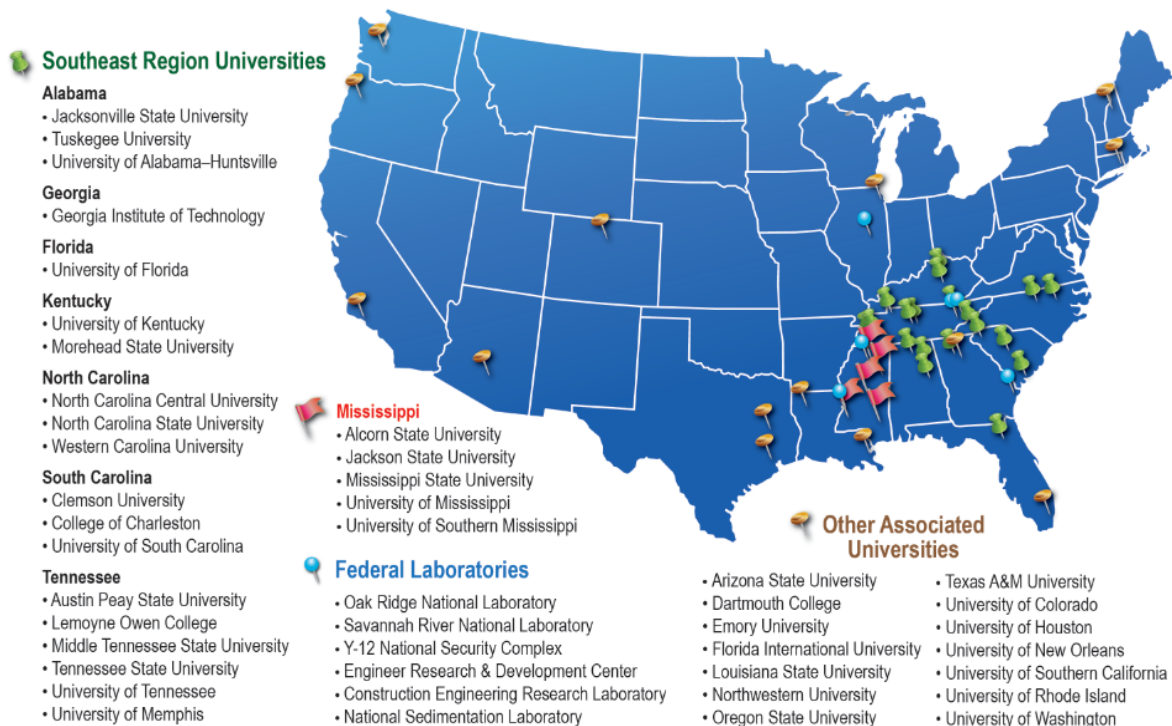 Southeast Region Universities
Alabama
• Jacksonville State University
• Tuskegee University
• University of Alabama–Huntsville
Georgia
• Georgia Institute of Technology
Florida
• University of Florida
Kentucky
• University of Kentucky
• Morehead State University
North Carolina
• North Carolina Central University
• North Carolina State University
• Western Carolina University
South Carolina
• Clemson University
• College of Charleston
• University of South Carolina
Tennessee
• Austin Peay State University
• Lemoyne Owen College
• Middle Tennessee State University
• Tennessee State University
• University of Tennessee
• University of Memphis
Mississippi
• Alcorn State University
• Jackson State University
• Mississippi State University
• University of Mississippi
• University of Southern Mississippi
Federal Laboratories
• Oak Ridge National Laboratory
• Savannah River National Laboratory
• Y-12 National Security Complex
• Engineer Research & Development Center
• Construction Engineering Research Laboratory
• National Sedimentation Laboratory
Other Associated
Universities
• Arizona State University
• Dartmouth College
• Emory University
• Florida International University
• Louisiana State University
• Northwestern University
• Oregon State University
• Texas A&M University
• University of Colorado
• University of Houston
• University of New Orleans
• University of Southern California
• University of Rhode Island
• University of Washington